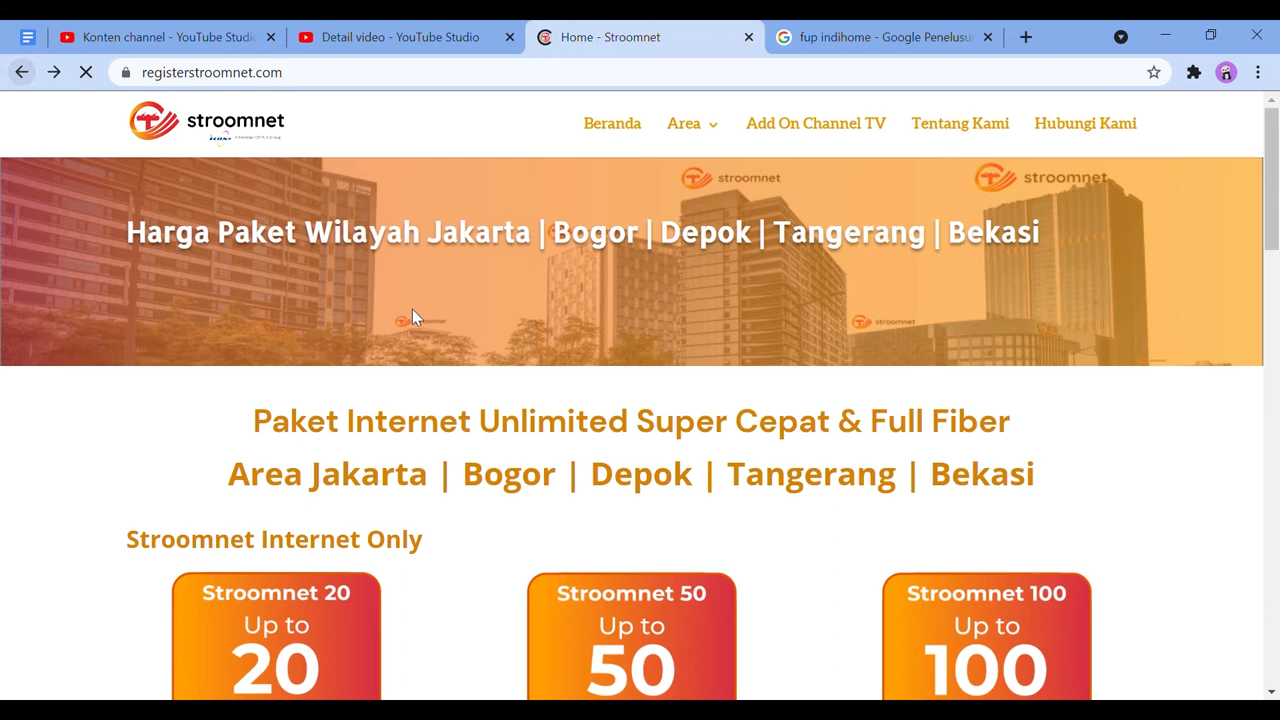 Konten channel - YouTube Studio
Detail video - YouTube Studio
Home - Stroomnet
fup indihome - Google Penelusur
registerstroomnet.com
stroomnet
Beranda
Area
Add On Channel TV
Tentang Kami
Hubungi Kami
stroomnet
stroomnet
Harga Paket Wilayah Jakarta | Bogor | Depok | Tangerang | Bekasi
stroomnet
Paket Internet Unlimited Super Cepat & Full Fiber
Area Jakarta | Bogor | Depok | Tangerang | Bekasi
Stroomnet Internet Only
Stroomnet 20
Up to
20
Stroomnet 50
Up to
50
Stroomnet 100
Up to
100